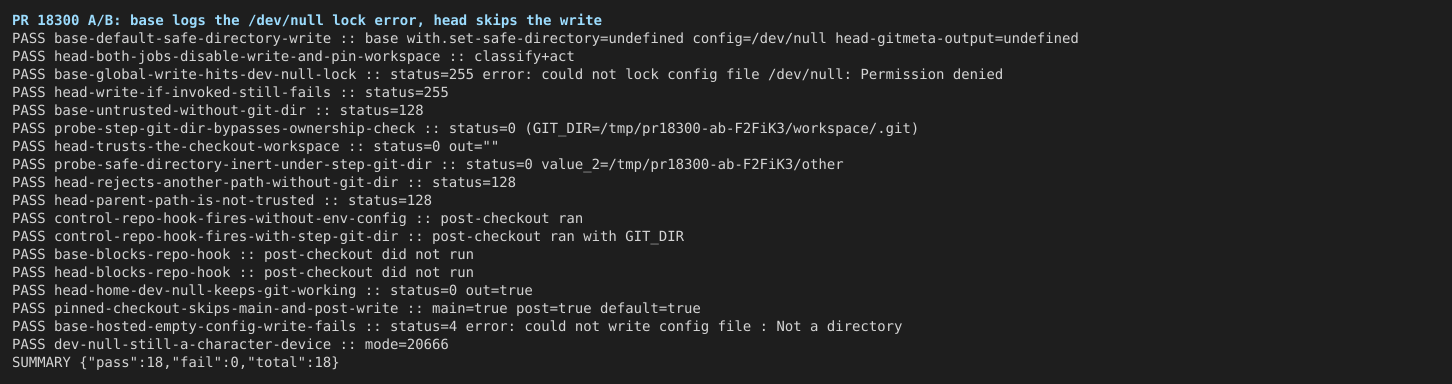 PR 18300 A/B: base logs the /dev/null lock error, head skips the write
PASS base-default-safe-directory-write :: base with.set-safe-directory=undefined config=/dev/null head-gitmeta-output=undefined
PASS head-both-jobs-disable-write-and-pin-workspace :: classify+act
PASS base-global-write-hits-dev-null-lock :: status=255 error: could not lock config file /dev/null: Permission denied
PASS head-write-if-invoked-still-fails :: status=255
PASS base-untrusted-without-git-dir :: status=128
PASS probe-step-git-dir-bypasses-ownership-check :: status=0 (GIT_DIR=/tmp/pr18300-ab-F2FiK3/workspace/.git)
PASS head-trusts-the-checkout-workspace :: status=0 out=""
PASS probe-safe-directory-inert-under-step-git-dir :: status=0 value_2=/tmp/pr18300-ab-F2FiK3/other
PASS head-rejects-another-path-without-git-dir :: status=128
PASS head-parent-path-is-not-trusted :: status=128
PASS control-repo-hook-fires-without-env-config :: post-checkout ran
PASS control-repo-hook-fires-with-step-git-dir :: post-checkout ran with GIT_DIR
PASS base-blocks-repo-hook :: post-checkout did not run
PASS head-blocks-repo-hook :: post-checkout did not run
PASS head-home-dev-null-keeps-git-working :: status=0 out=true
PASS pinned-checkout-skips-main-and-post-write :: main=true post=true default=true
PASS base-hosted-empty-config-write-fails :: status=4 error: could not write config file : Not a directory
PASS dev-null-still-a-character-device :: mode=20666
SUMMARY {"pass":18,"fail":0,"total":18}